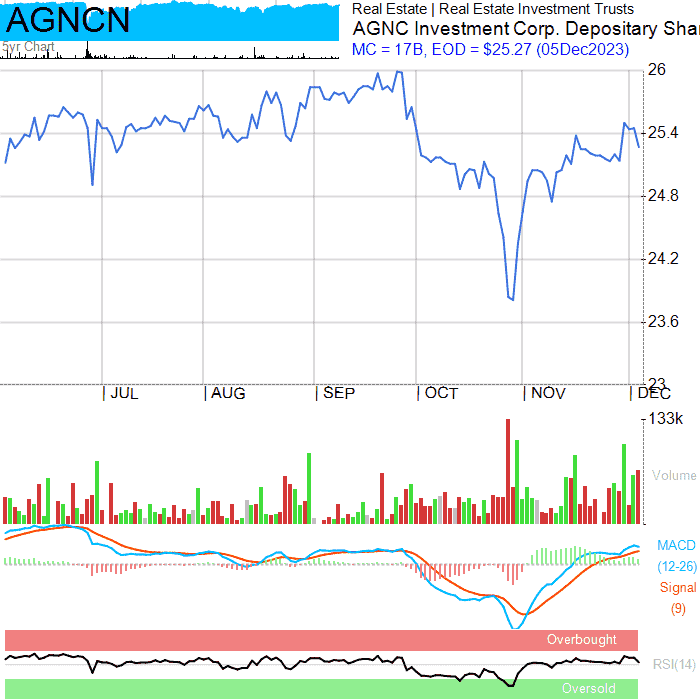 AGNCN
5yr Chart
Real Estate | Real Estate Investment Trusts
AGNC Investment Corp. Depositary Shar
MC = 17B, EOD = $25.27 (05Dec2023)
26
25.4
24.8
24.2
23.6
23
| JUL | AUG | SEP | OCT | NOV | DEC
133k
Volume
MACD
(12-26)
Signal
(9)
Overbought
RSI(14)
Oversold